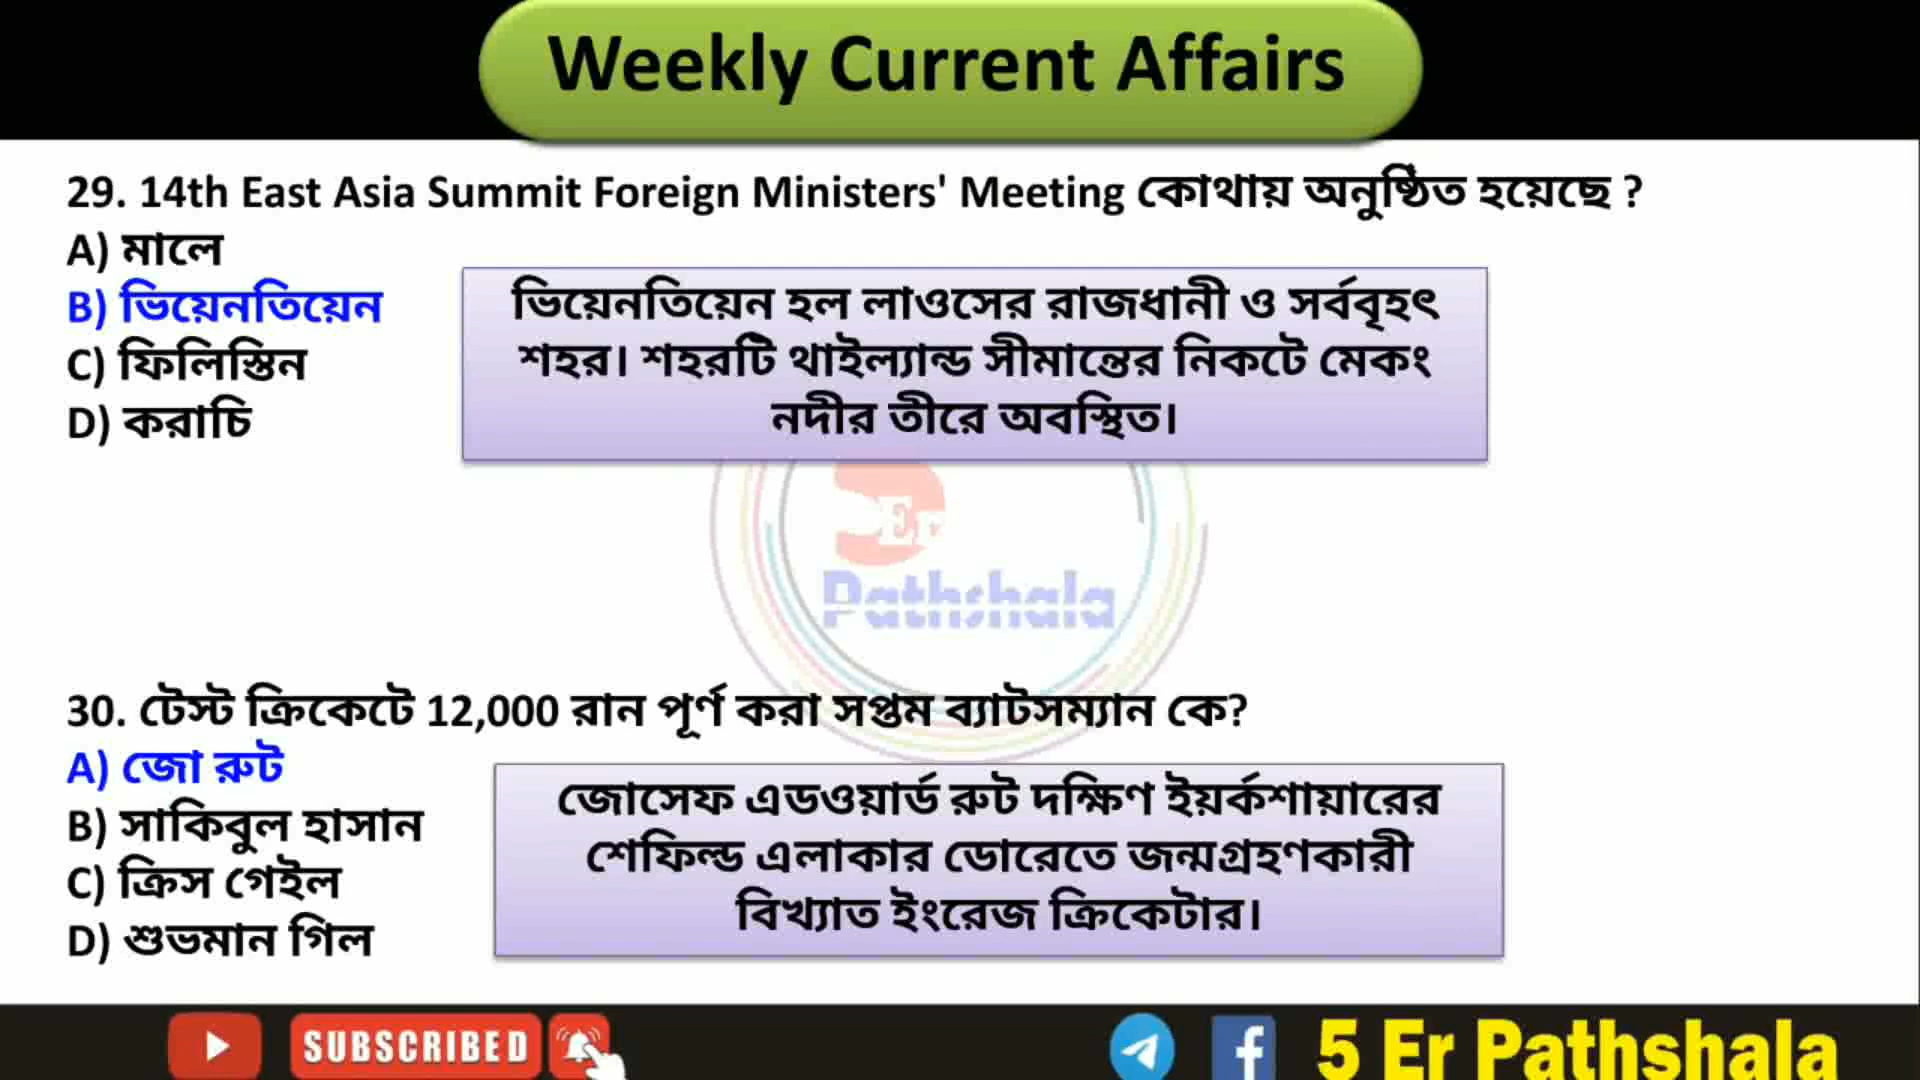 Weekly Current Affairs
29. 14th East Asia Summit Foreign Ministers' Meeting কোথায় অনুষ্ঠিত হয়েছে ?
A) মালে
B) ভিয়েনতিয়েন
C) ফিলিস্তিন
D) করাচি
ভিয়েনতিয়েন হল লাওসের রাজধানী ও সর্ববৃহৎ
শহর। শহরটি থাইল্যান্ড সীমান্তের নিকটে মেকং
নদীর তীরে অবস্থিত।
Er
Pathshala
30. টেস্ট ক্রিকেটে 12,000 রান পূর্ণ করা সপ্তম ব্যাটসম্যান কে?
A) জো রুট
B) সাকিবুল হাসান
C) ক্রিস গেইল
D) শুভমান গিল
জোসেফ এডওয়ার্ড রুট দক্ষিণ ইয়র্কশায়ারের
শেফিল্ড এলাকার ডোরেতে জন্মগ্রহণকারী
বিখ্যাত ইংরেজ ক্রিকেটার।
SUBSCRIBED
5 Er Pathshala